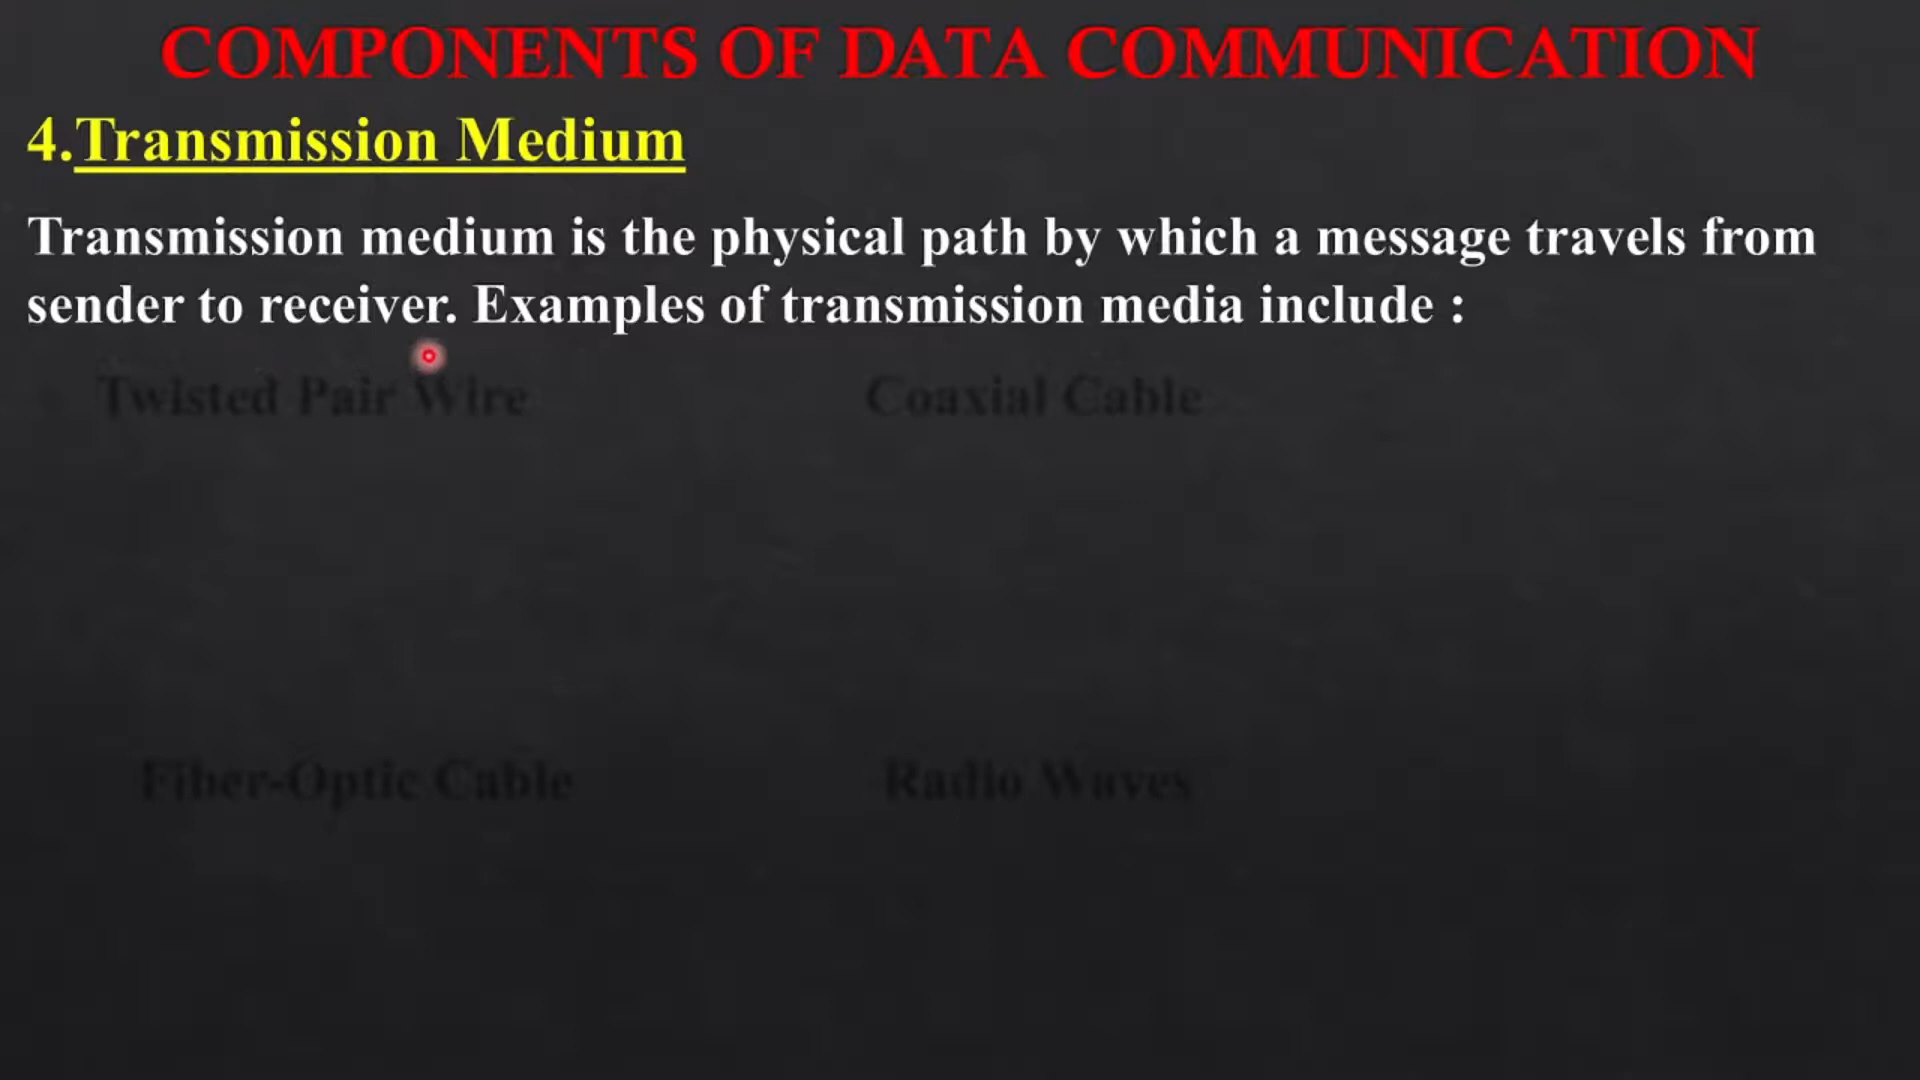 COMPONENTS OF DATA COMMUNICATION
4.Transmission Medium
Transmission medium is the physical path by which a message travels from
sender to receiver. Examples of transmission media include :
Twisted Pair Wire Coaxial Cable
Fiber-Optic Cable Radio Waves